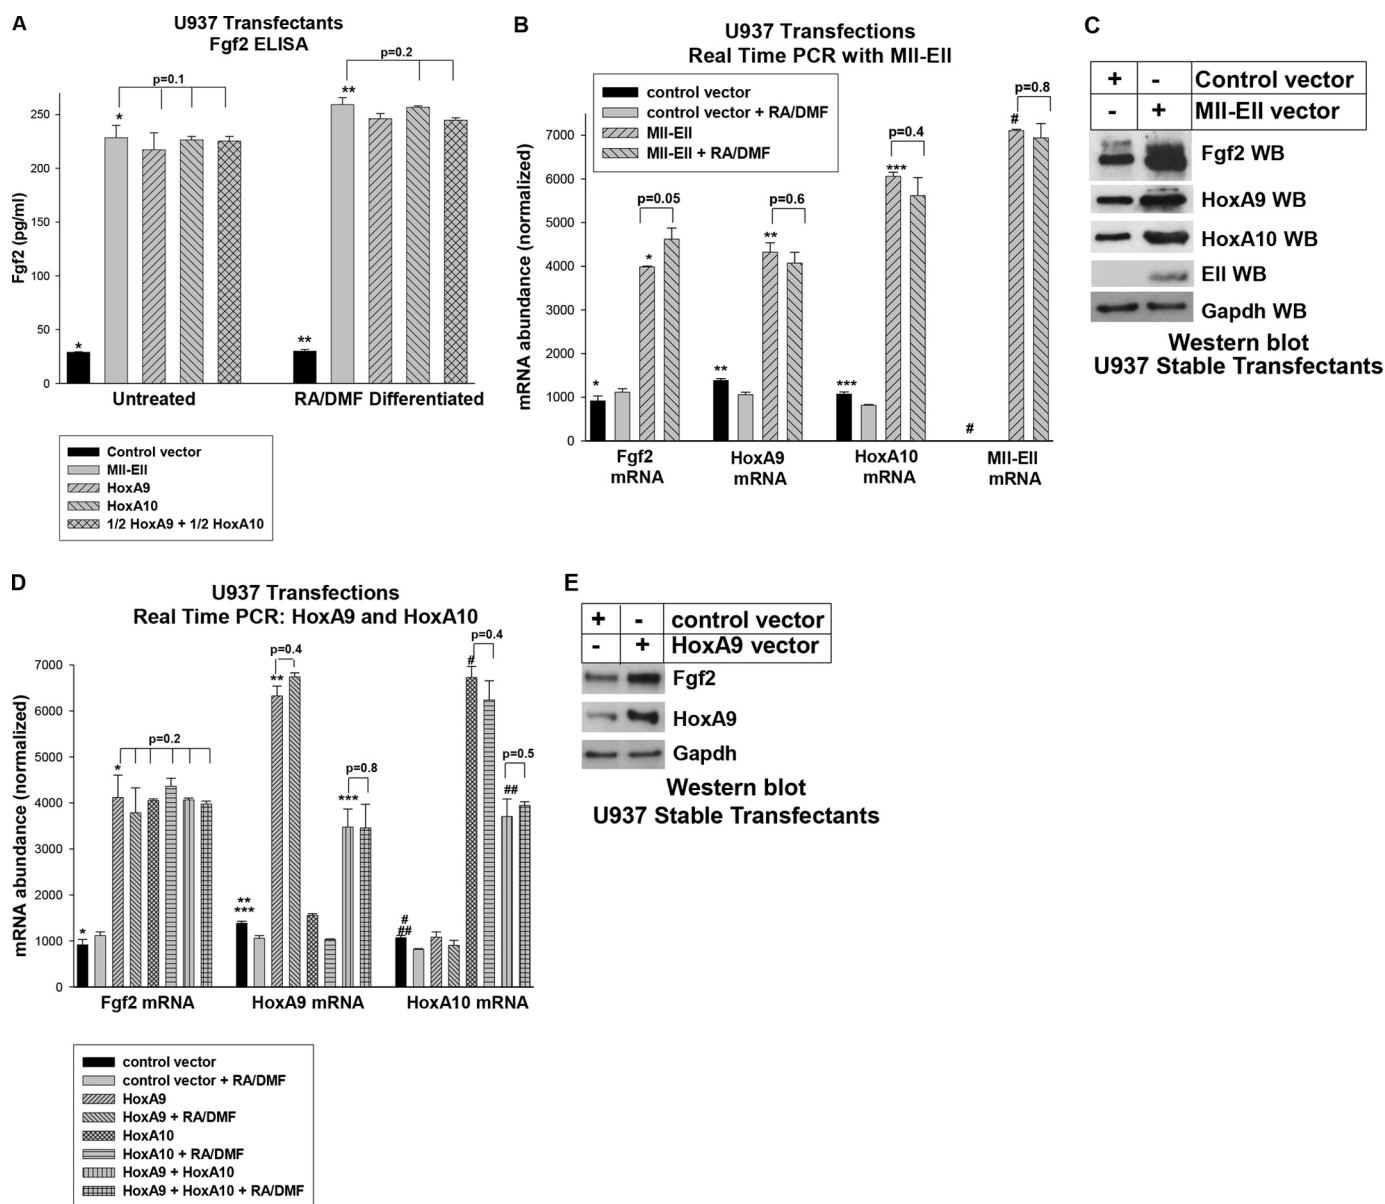 A
U937 Transfectants
Fgf2 ELISA
p=0.1
p=0.2
*
**
*
**
Fgf2 (pg/ml)
250
200
150
100
50
0
Untreated
RA/DMF Differentiated
Control vector
Mll-Ell
HoxA9
HoxA10
1/2 HoxA9 + 1/2 HoxA10
B
U937 Transfections
Real Time PCR with Mll-Ell
control vector
control vector + RA/DMF
Mll-Ell
Mll-Ell + RA/DMF
p=0.05
p=0.6
p=0.4
p=0.8
*
*
**
**
***
***
#
#
mRNA abundance (normalized)
7000
6000
5000
4000
3000
2000
1000
0
Fgf2 mRNA
HoxA9 mRNA
HoxA10 mRNA
Mll-Ell mRNA
C
+ - Control vector
- + Mll-Ell vector
Fgf2 WB
HoxA9 WB
HoxA10 WB
Ell WB
Gapdh WB
Western blot
U937 Stable Transfectants
D
U937 Transfections
Real Time PCR: HoxA9 and HoxA10
p=0.2
p=0.4
p=0.8
p=0.4
p=0.5
*
*
**
***
**
***
#
##
#
##
mRNA abundance (normalized)
7000
6000
5000
4000
3000
2000
1000
0
Fgf2 mRNA
HoxA9 mRNA
HoxA10 mRNA
control vector
control vector + RA/DMF
HoxA9
HoxA9 + RA/DMF
HoxA10
HoxA10 + RA/DMF
HoxA9 + HoxA10
HoxA9 + HoxA10 + RA/DMF
E
+ - control vector
- + HoxA9 vector
Fgf2
HoxA9
Gapdh
Western blot
U937 Stable Transfectants